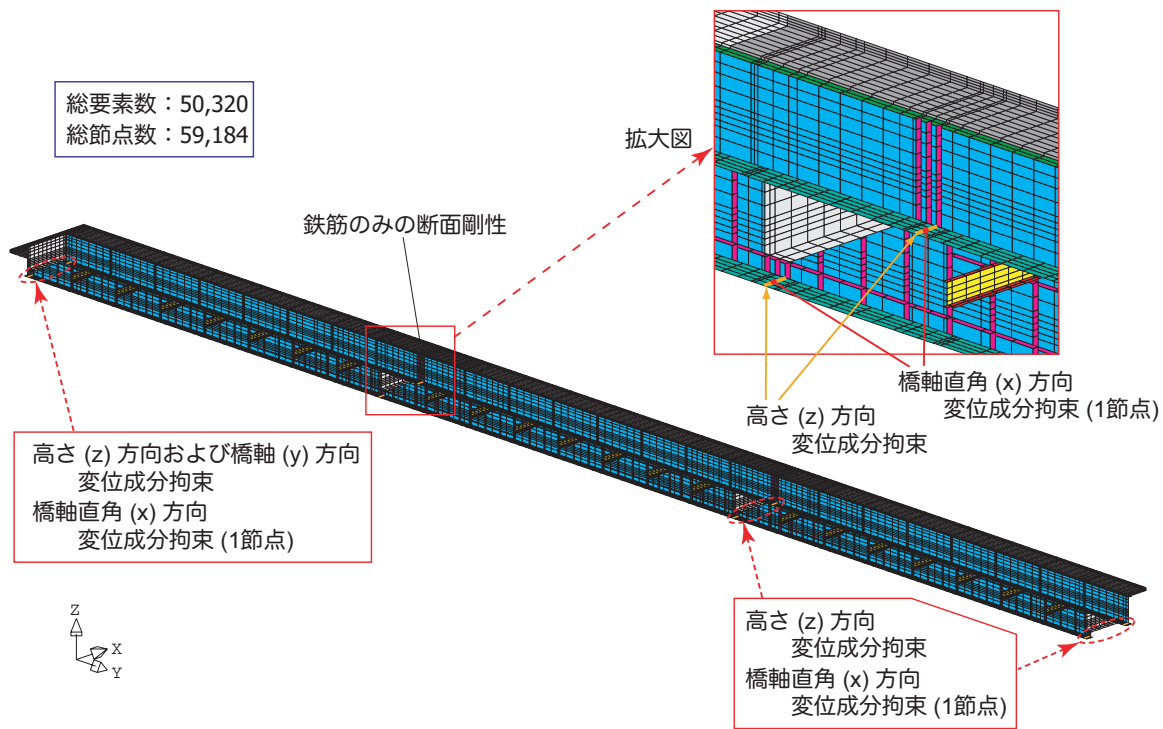 総要素数：50,320
総節点数：59,184
拡大図
鉄筋のみの断面剛性
橋軸直角 (x) 方向
変位成分拘束 (1節点)
高さ (z) 方向
変位成分拘束
高さ (z) 方向および橋軸 (y) 方向
変位成分拘束
橋軸直角 (x) 方向
変位成分拘束 (1節点)
高さ (z) 方向
変位成分拘束
橋軸直角 (x) 方向
変位成分拘束 (1節点)
Z
X
Y